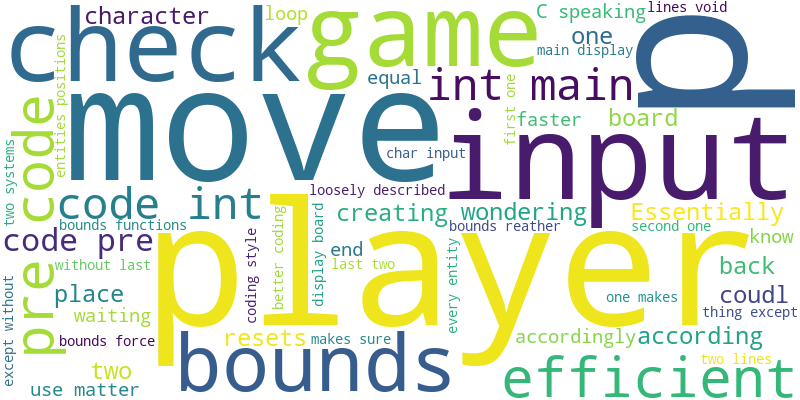 character
loop
C speaking
lines void
check
game
one
main display
p
equal
int main
entities positions
move
first one
faster
board
pre code
input
char input
two systems
loosely described
code int
creating
wondering
Essentially
bounds functions
bounds reather
second one
code pre
player
end
know
coding style
better coding
display board
without last
last two
every entity
back
place
one makes
coudl
except without
waiting
thing except
resets
makes sure
accordingly
according
bounds force
bounds
two
two lines
use matter
efficient